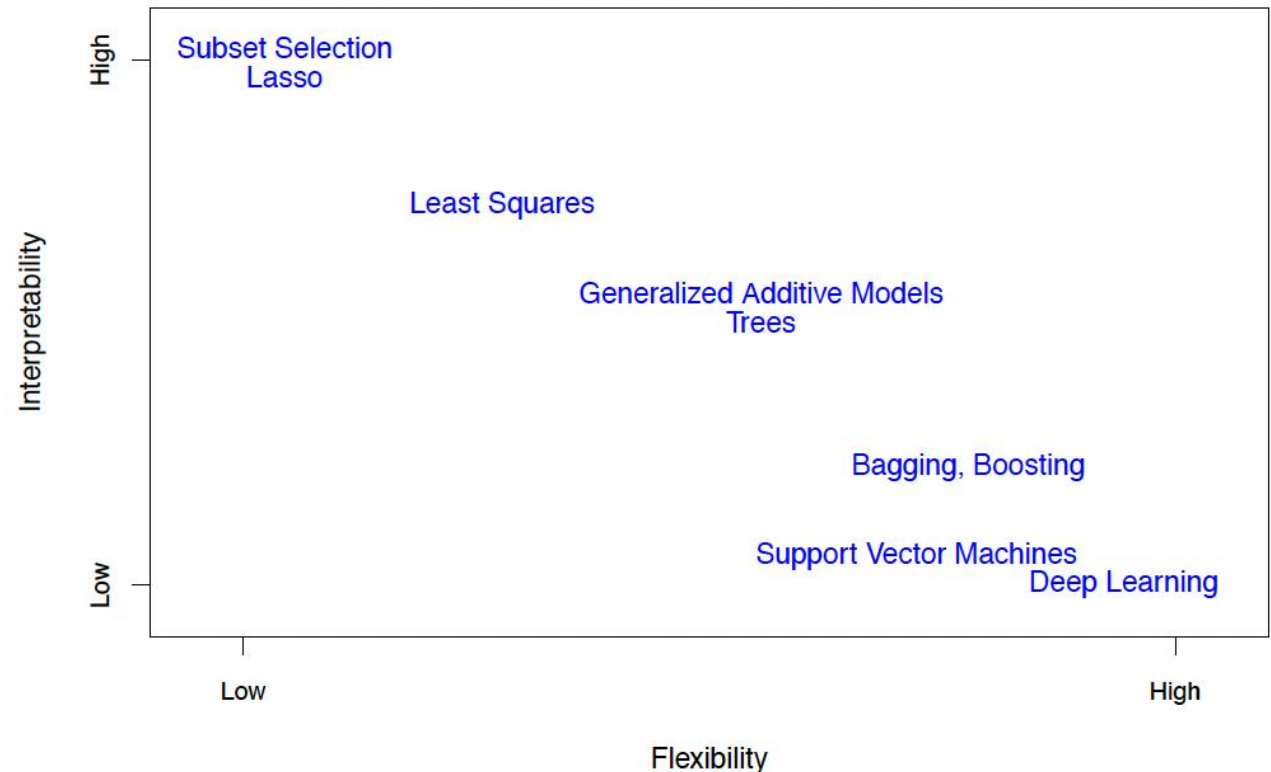 High
Subset Selection
Lasso
Least Squares
Interpretability
Generalized Additive Models
Trees
Bagging, Boosting
Support Vector Machines
Low
Deep Learning
Low
High
Flexibility